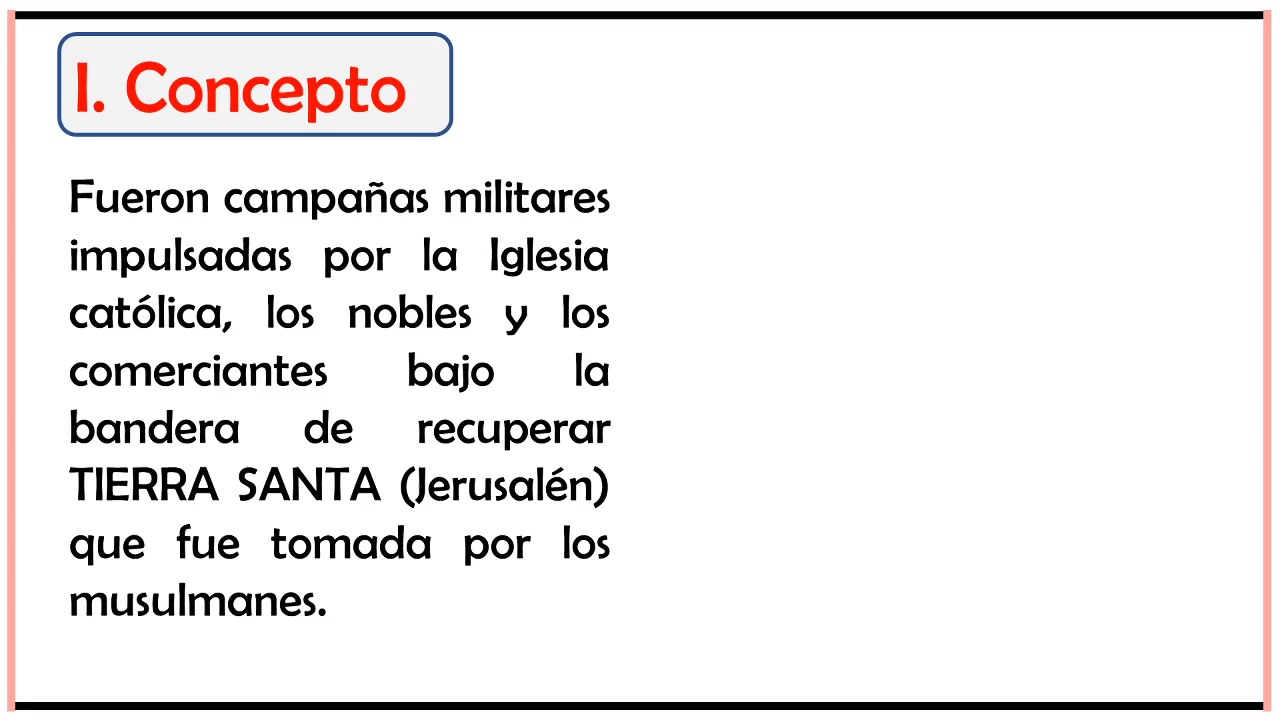 I. Concepto
Fueron campañas militares
impulsadas por la Iglesia
católica, los nobles y los
comerciantes bajo la
bandera de recuperar
TIERRA SANTA (Jerusalén)
que fue tomada por los
musulmanes.